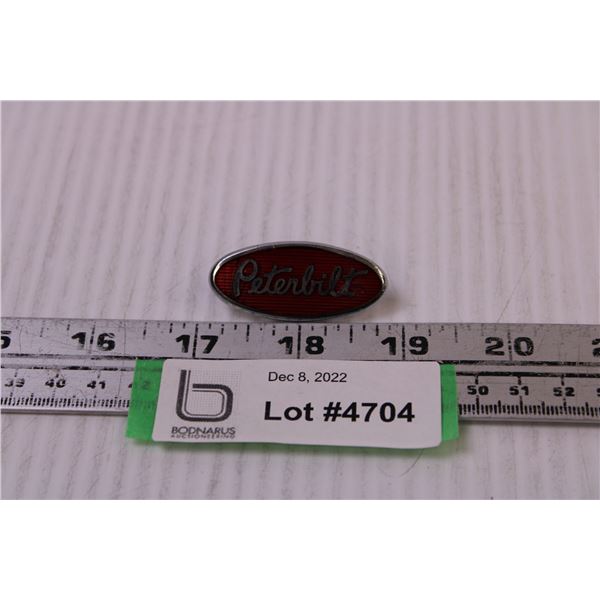 Peterbilt
5 16 17 18 19 20
39 40 41 42 50 51 52 53
Dec 8, 2022
Lot #4704
BODNARUS
AUCTIONEERING